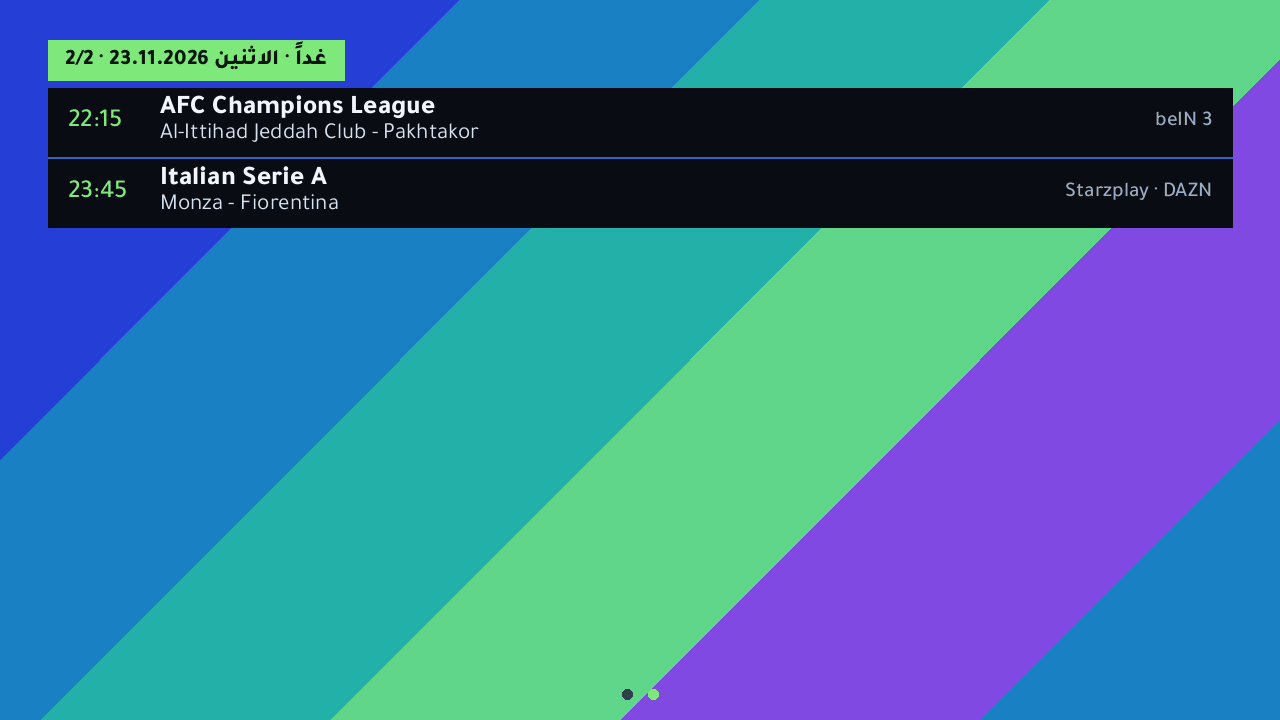 غداً · الاثنين 23.11.2026 · 2/2
22:15
AFC Champions League
Al-Ittihad Jeddah Club - Pakhtakor
beIN 3
23:45
Italian Serie A
Monza - Fiorentina
Starzplay · DAZN